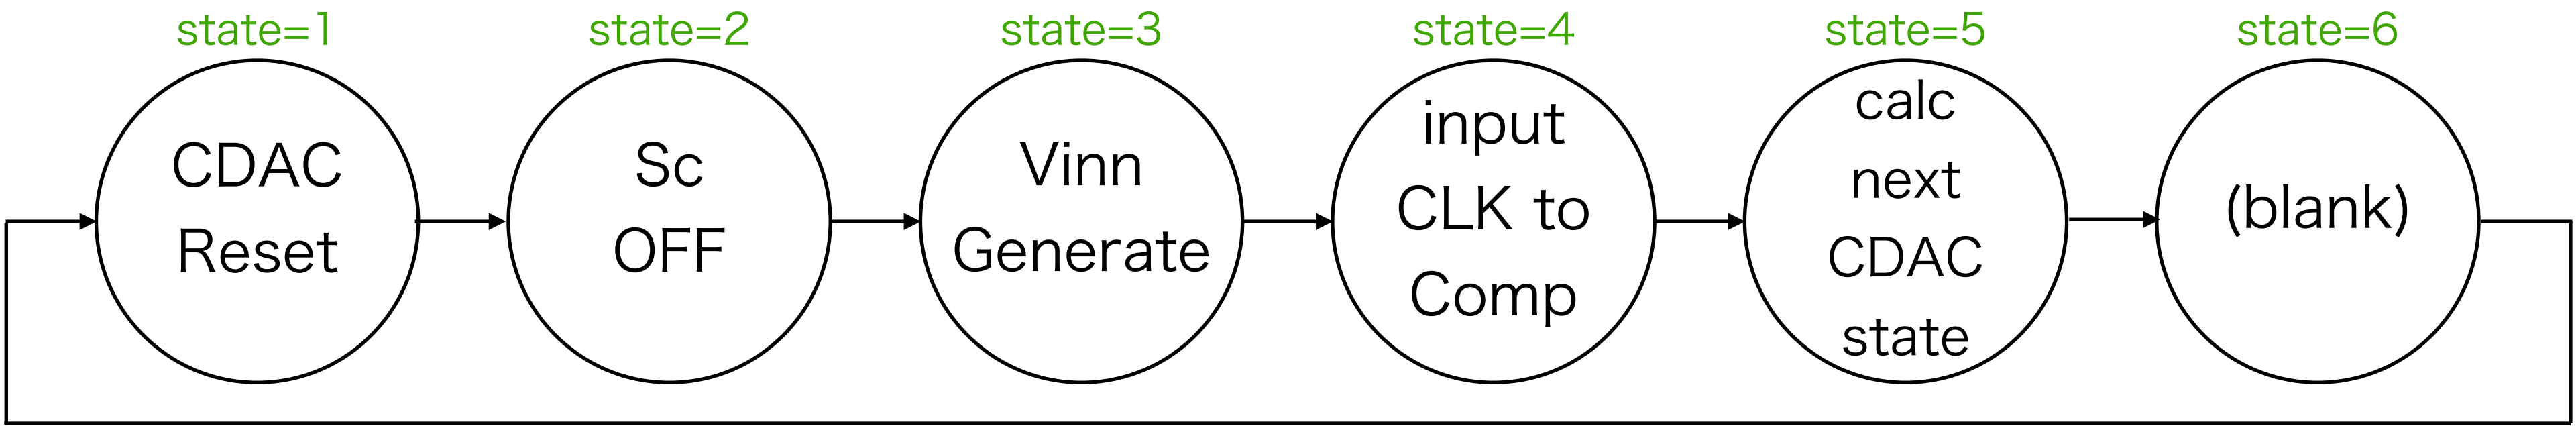 state=1
CDAC
Reset
state=2
Sc
OFF
state=3
Vinn
Generate
state=4
input
CLK to
Comp
state=5
calc
next
CDAC
state
state=6
(blank)